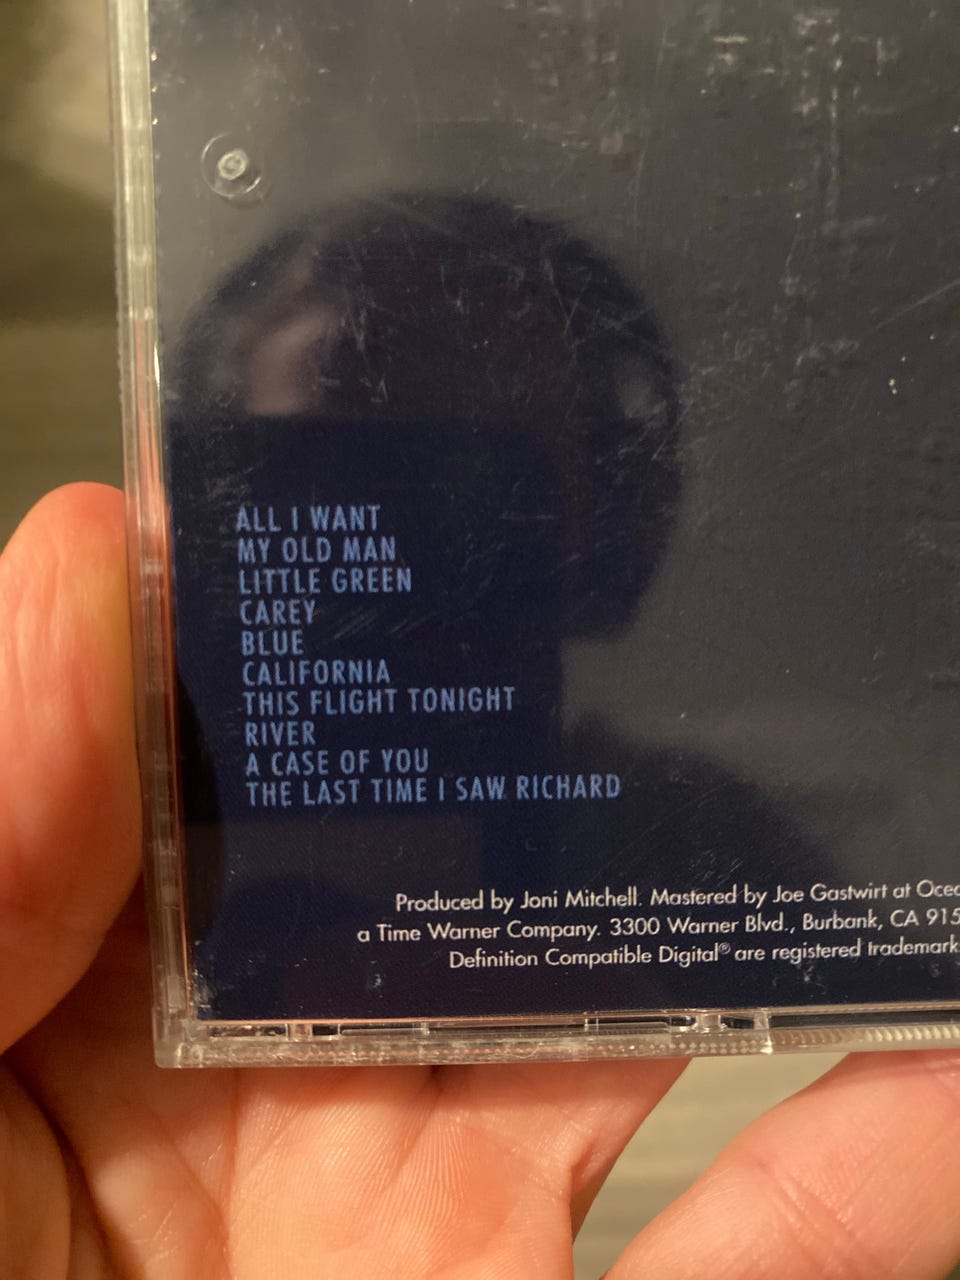 ALL I WANT
MY OLD MAN
LITTLE GREEN
CAREY
BLUE
CALIFORNIA
THIS FLIGHT TONIGHT
RIVER
A CASE OF YOU
THE LAST TIME I SAW RICHARD
Produced by Joni Mitchell. Mastered by Joe Gastwirt at
a Time Warner Company. 3300 Warner Blvd., Burbank, CA
Definition Compatible Digital® are registered